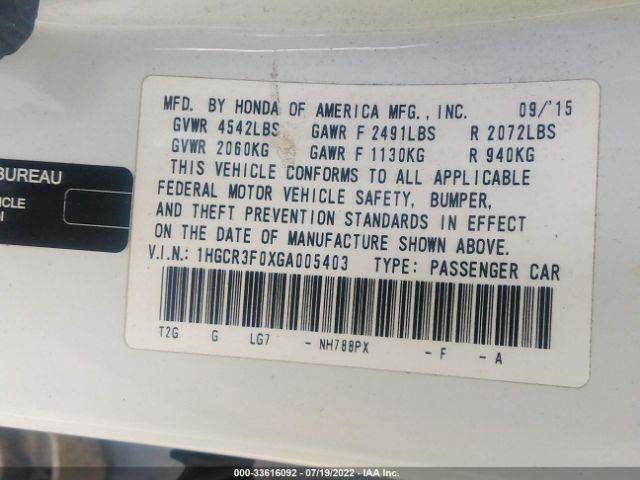 MFD. BY HONDA OF AMERICA MFG., INC. 09/'15
GVWR 4542LBS GAWR F 2491LBS R 2072LBS
GVWR 2060KG GAWR F 1130KG R 940KG
THIS VEHICLE CONFORMS TO ALL APPLICABLE
FEDERAL MOTOR VEHICLE SAFETY, BUMPER,
AND THEFT PREVENTION STANDARDS IN EFFECT
ON THE DATE OF MANUFACTURE SHOWN ABOVE.
V.I.N.: 1HGCR3F0XGA005403 TYPE: PASSENGER CAR
T2G G LG7 - NH788PX - F - A
BUREAU
000-33616092 - 07/19/2022 - IAA Inc.